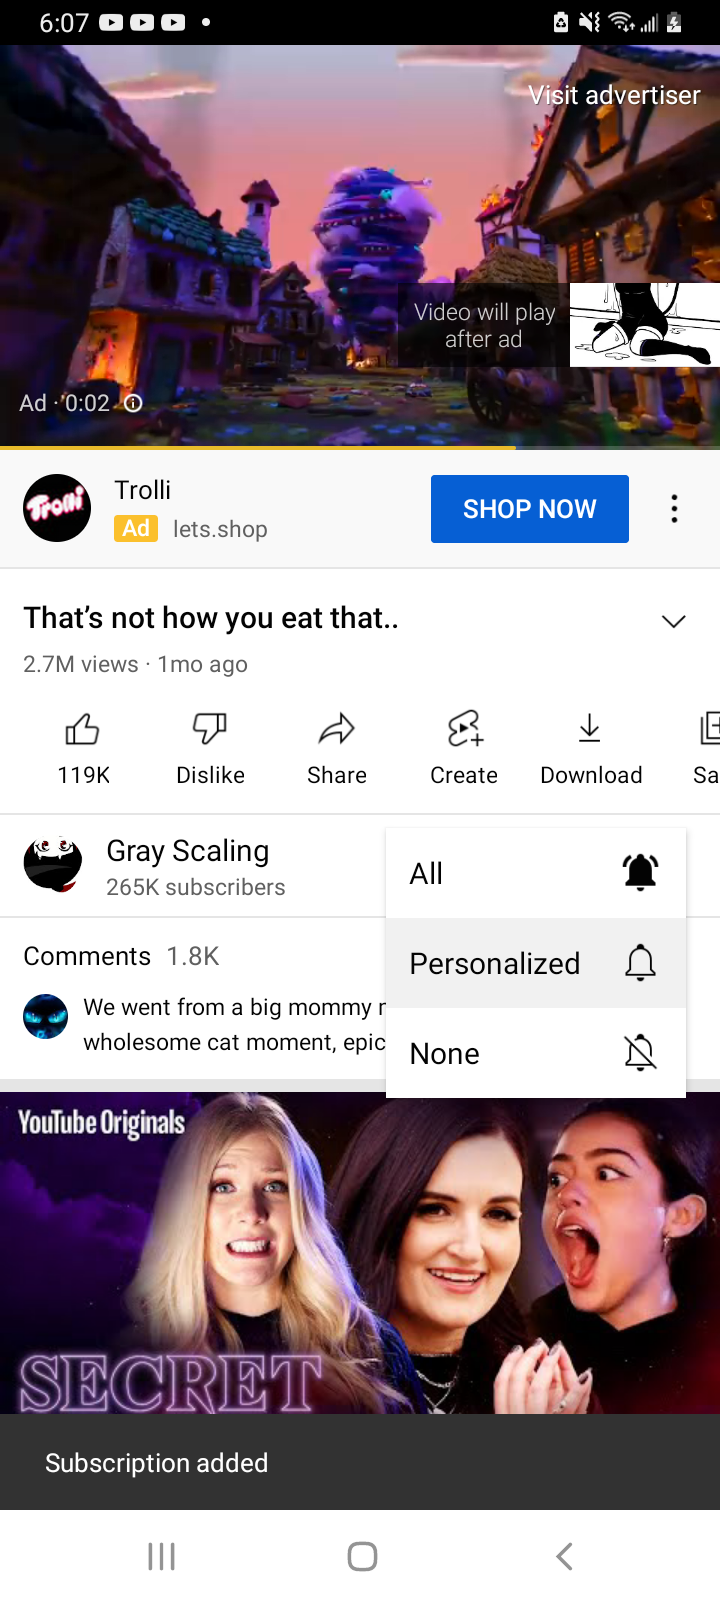 6:07
Visit advertiser
Video will play
after ad
Ad · 0:02
Trolli
Trolli
Ad lets.shop
SHOP NOW
That's not how you eat that..
2.7M views · 1mo ago
119K
Dislike
Share
Create
Download
Sa
Gray Scaling
265K subscribers
All
Personalized
None
Comments 1.8K
We went from a big mommy
wholesome cat moment, epic
YouTube Originals
SECRET
Subscription added